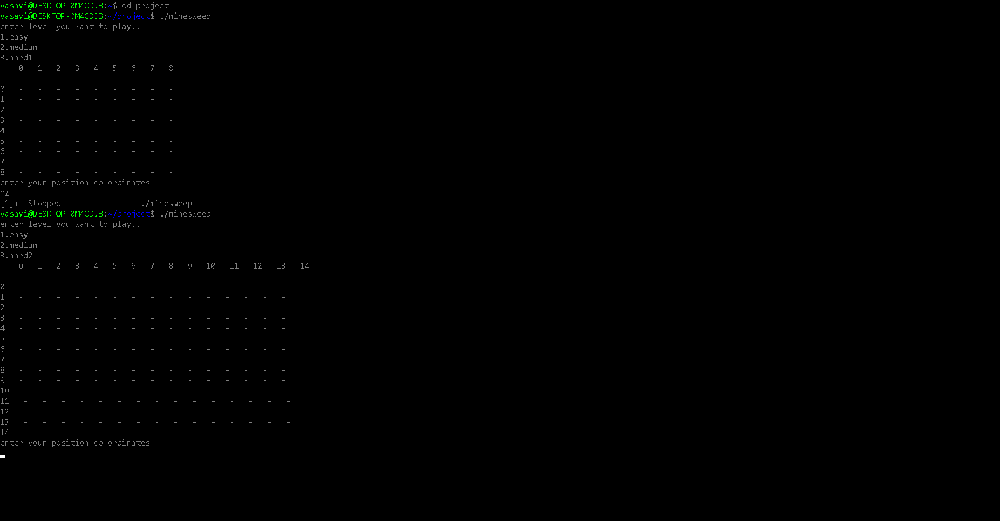 vasavi@DESKTOP-0M4CDJB:~$ cd project
vasavi@DESKTOP-0M4CDJB:~/project$ ./minesweep
enter level you want to play..
1.easy
2.medium
3.hard1
    0   1   2   3   4   5   6   7   8
0   -   -   -   -   -   -   -   -   -
1   -   -   -   -   -   -   -   -   -
2   -   -   -   -   -   -   -   -   -
3   -   -   -   -   -   -   -   -   -
4   -   -   -   -   -   -   -   -   -
5   -   -   -   -   -   -   -   -   -
6   -   -   -   -   -   -   -   -   -
7   -   -   -   -   -   -   -   -   -
8   -   -   -   -   -   -   -   -   -
enter your position co-ordinates
^Z
[1]+  Stopped                 ./minesweep
vasavi@DESKTOP-0M4CDJB:~/project$ ./minesweep
enter level you want to play..
1.easy
2.medium
3.hard2
    0   1   2   3   4   5   6   7   8   9   10   11   12   13   14
0   -   -   -   -   -   -   -   -   -   -   -   -   -   -   -
1   -   -   -   -   -   -   -   -   -   -   -   -   -   -   -
2   -   -   -   -   -   -   -   -   -   -   -   -   -   -   -
3   -   -   -   -   -   -   -   -   -   -   -   -   -   -   -
4   -   -   -   -   -   -   -   -   -   -   -   -   -   -   -
5   -   -   -   -   -   -   -   -   -   -   -   -   -   -   -
6   -   -   -   -   -   -   -   -   -   -   -   -   -   -   -
7   -   -   -   -   -   -   -   -   -   -   -   -   -   -   -
8   -   -   -   -   -   -   -   -   -   -   -   -   -   -   -
9   -   -   -   -   -   -   -   -   -   -   -   -   -   -   -
10   -   -   -   -   -   -   -   -   -   -   -   -   -   -   -
11   -   -   -   -   -   -   -   -   -   -   -   -   -   -   -
12   -   -   -   -   -   -   -   -   -   -   -   -   -   -   -
13   -   -   -   -   -   -   -   -   -   -   -   -   -   -   -
14   -   -   -   -   -   -   -   -   -   -   -   -   -   -   -
enter your position co-ordinates